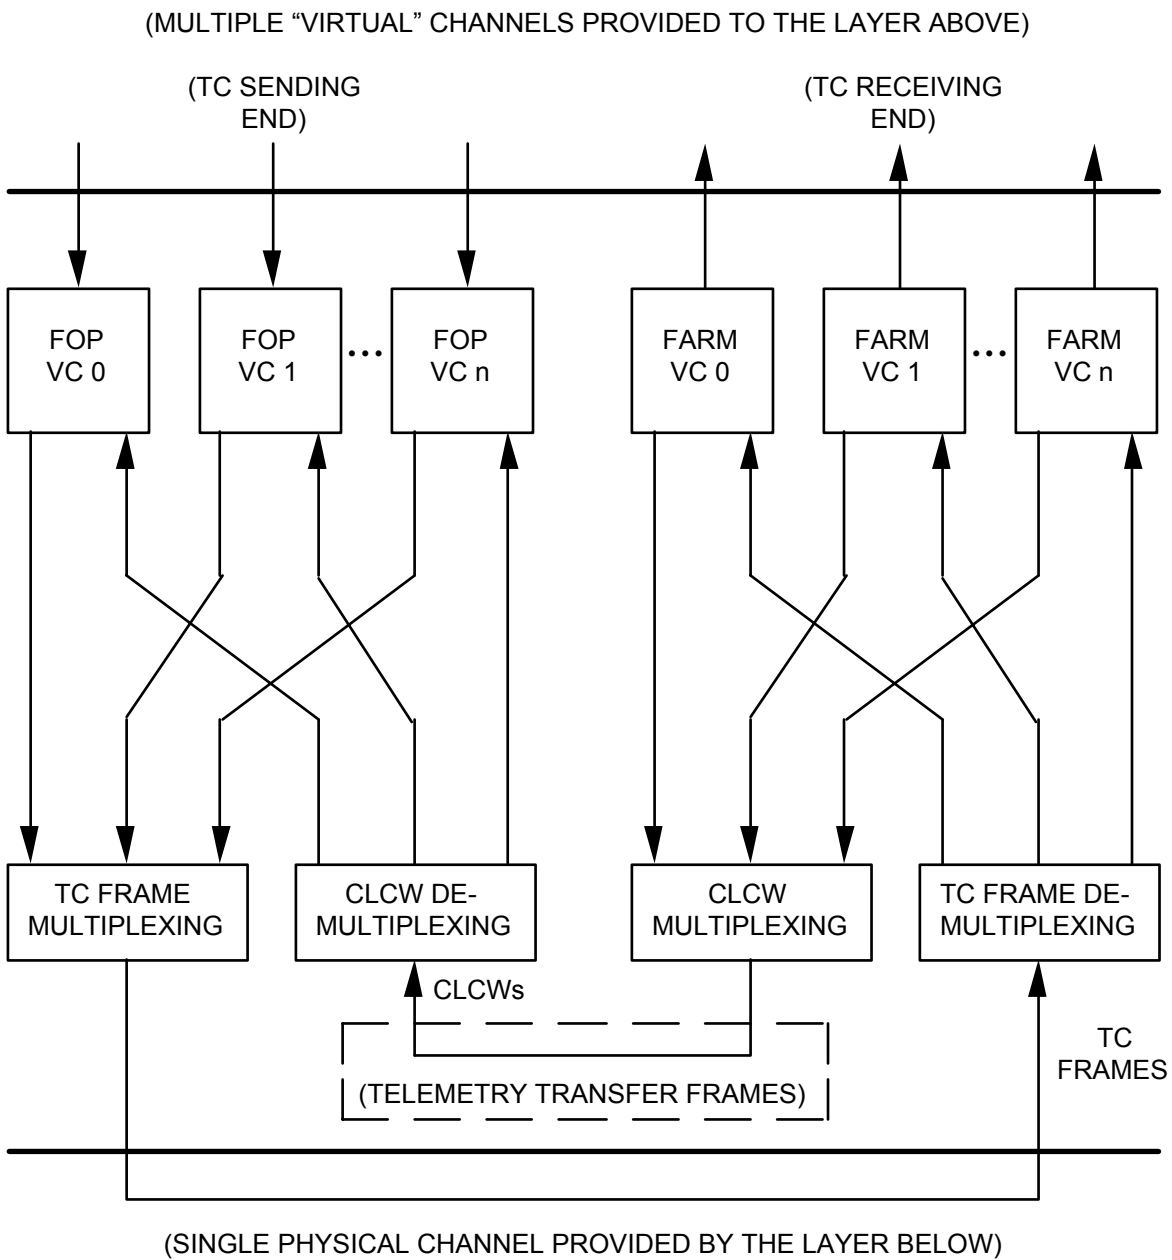 (MULTIPLE “VIRTUAL” CHANNELS PROVIDED TO THE LAYER ABOVE)
(TC SENDING
END)
(TC RECEIVING
END)
FOP
VC 0
FOP
VC 1
...
FOP
VC n
FARM
VC 0
FARM
VC 1
...
FARM
VC n
TC FRAME
MULTIPLEXING
CLCW DE-
MULTIPLEXING
CLCW
MULTIPLEXING
TC FRAME DE-
MULTIPLEXING
CLCWs
TC
FRAMES
(TELEMETRY TRANSFER FRAMES)
(SINGLE PHYSICAL CHANNEL PROVIDED BY THE LAYER BELOW)